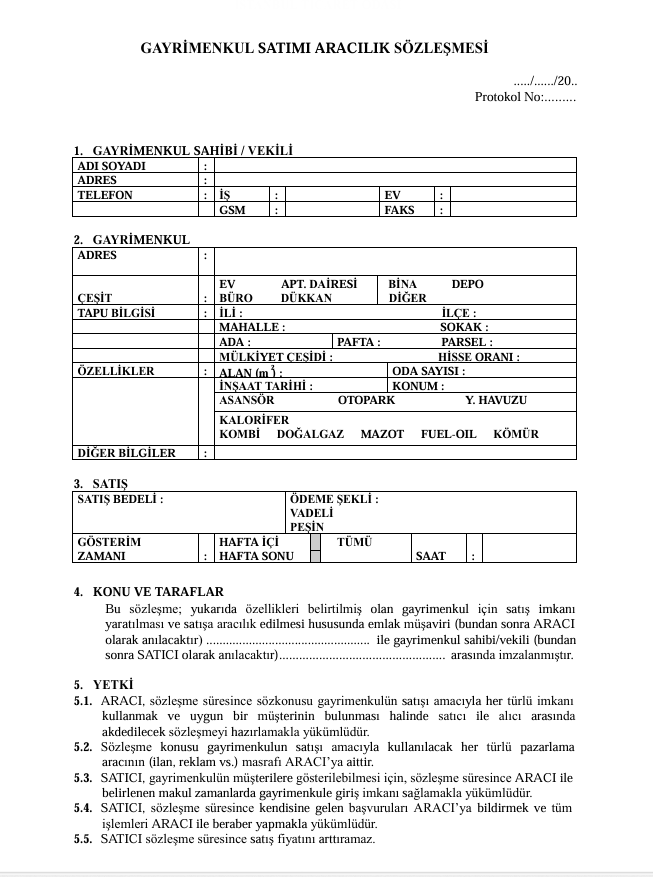 GAYRİMENKUL SATIMI ARACILIK SÖZLEŞMESİ
...../....../20..
Protokol No:.........
1. GAYRİMENKUL SAHİBİ / VEKİLİ
ADI SOYADI :
ADRES :
TELEFON : İŞ : EV :
GSM : FAKS :
2. GAYRİMENKUL
ADRES :
EV APT. DAİRESİ BİNA DEPO
ÇEŞİT : BÜRO DÜKKAN DİĞER
TAPU BİLGİSİ : İLİ : İLÇE :
MAHALLE : SOKAK :
ADA : PAFTA : PARSEL :
MÜLKİYET ÇEŞİDİ : HİSSE ORANI :
ÖZELLİKLER : ALAN (m²) : ODA SAYISI :
İNŞAAT TARİHİ : KONUM :
ASANSÖR OTOPARK Y. HAVUZU
KALORİFER
KOMBİ DOĞALGAZ MAZOT FUEL-OIL KÖMÜR
DİĞER BİLGİLER :
3. SATIŞ
SATIŞ BEDELİ : ÖDEME ŞEKLİ :
VADELİ
PEŞİN
GÖSTERİM HAFTA İÇİ TÜMÜ
ZAMANI : HAFTA SONU SAAT :
4. KONU VE TARAFLAR
Bu sözleşme; yukarıda özellikleri belirtilmiş olan gayrimenkul için satış imkanı
yaratılması ve satışa aracılık edilmesi hususunda emlak müşaviri (bundan sonra ARACI
olarak anılacaktır) .................................................. ile gayrimenkul sahibi/vekili (bundan
sonra SATICI olarak anılacaktır)................................................... arasında imzalanmıştır.
5. YETKİ
5.1. ARACI, sözleşme süresince sözkonusu gayrimenkulün satışı amacıyla her türlü imkanı
kullanmak ve uygun bir müşterinin bulunması halinde satıcı ile alıcı arasında
akdedilecek sözleşmeyi hazırlamakla yükümlüdür.
5.2. Sözleşme konusu gayrimenkulun satışı amacıyla kullanılacak her türlü pazarlama
aracının (ilan, reklam vs.) masrafı ARACI'ya aittir.
5.3. SATICI, gayrimenkulün müşterilere gösterilebilmesi için, sözleşme süresince ARACI ile
belirlenen makul zamanlarda gayrimenkule giriş imkanı sağlamakla yükümlüdür.
5.4. SATICI, sözleşme süresince kendisine gelen başvuruları ARACI'ya bildirmek ve tüm
işlemleri ARACI ile beraber yapmakla yükümlüdür.
5.5. SATICI sözleşme süresince satış fiyatını arttıramaz.